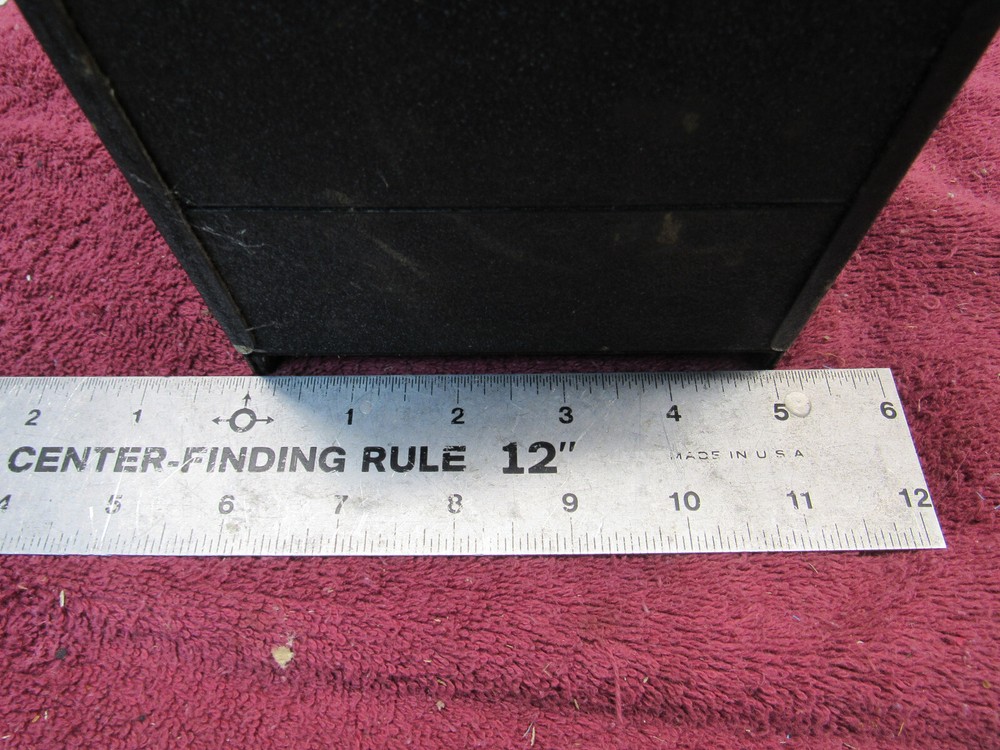 2 1 1 2 3 4 5 6
CENTER-FINDING RULE 12"
MADE IN U S A
4 5 6 7 8 9 10 11 12